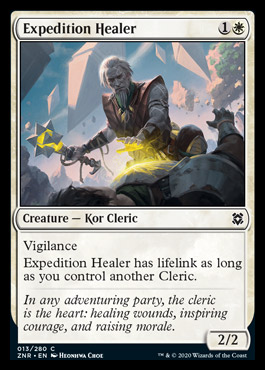 Expedition Healer 1
Creature — Kor Cleric
Vigilance
Expedition Healer has lifelink as long
as you control another Cleric.
In any adventuring party, the cleric
is the heart: healing wounds, inspiring
courage, and raising morale.
2/2
013/280 C
ZNR • EN Heonhwa Choe
™ & © 2020 Wizards of the Coast